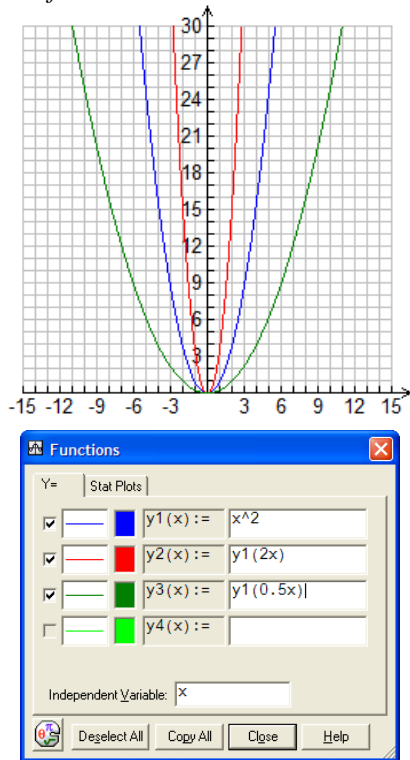 30
27
24
21
18
15
12
9
6
3
-15 -12 -9 -6 -3 3 6 9 12 15
Functions
Y= Stat Plots
y1(x):= x^2
y2(x):= y1(2x)
y3(x):= y1(0.5x)
y4(x):=
Independent Variable: x
θπ Deselect All Copy All Close Help